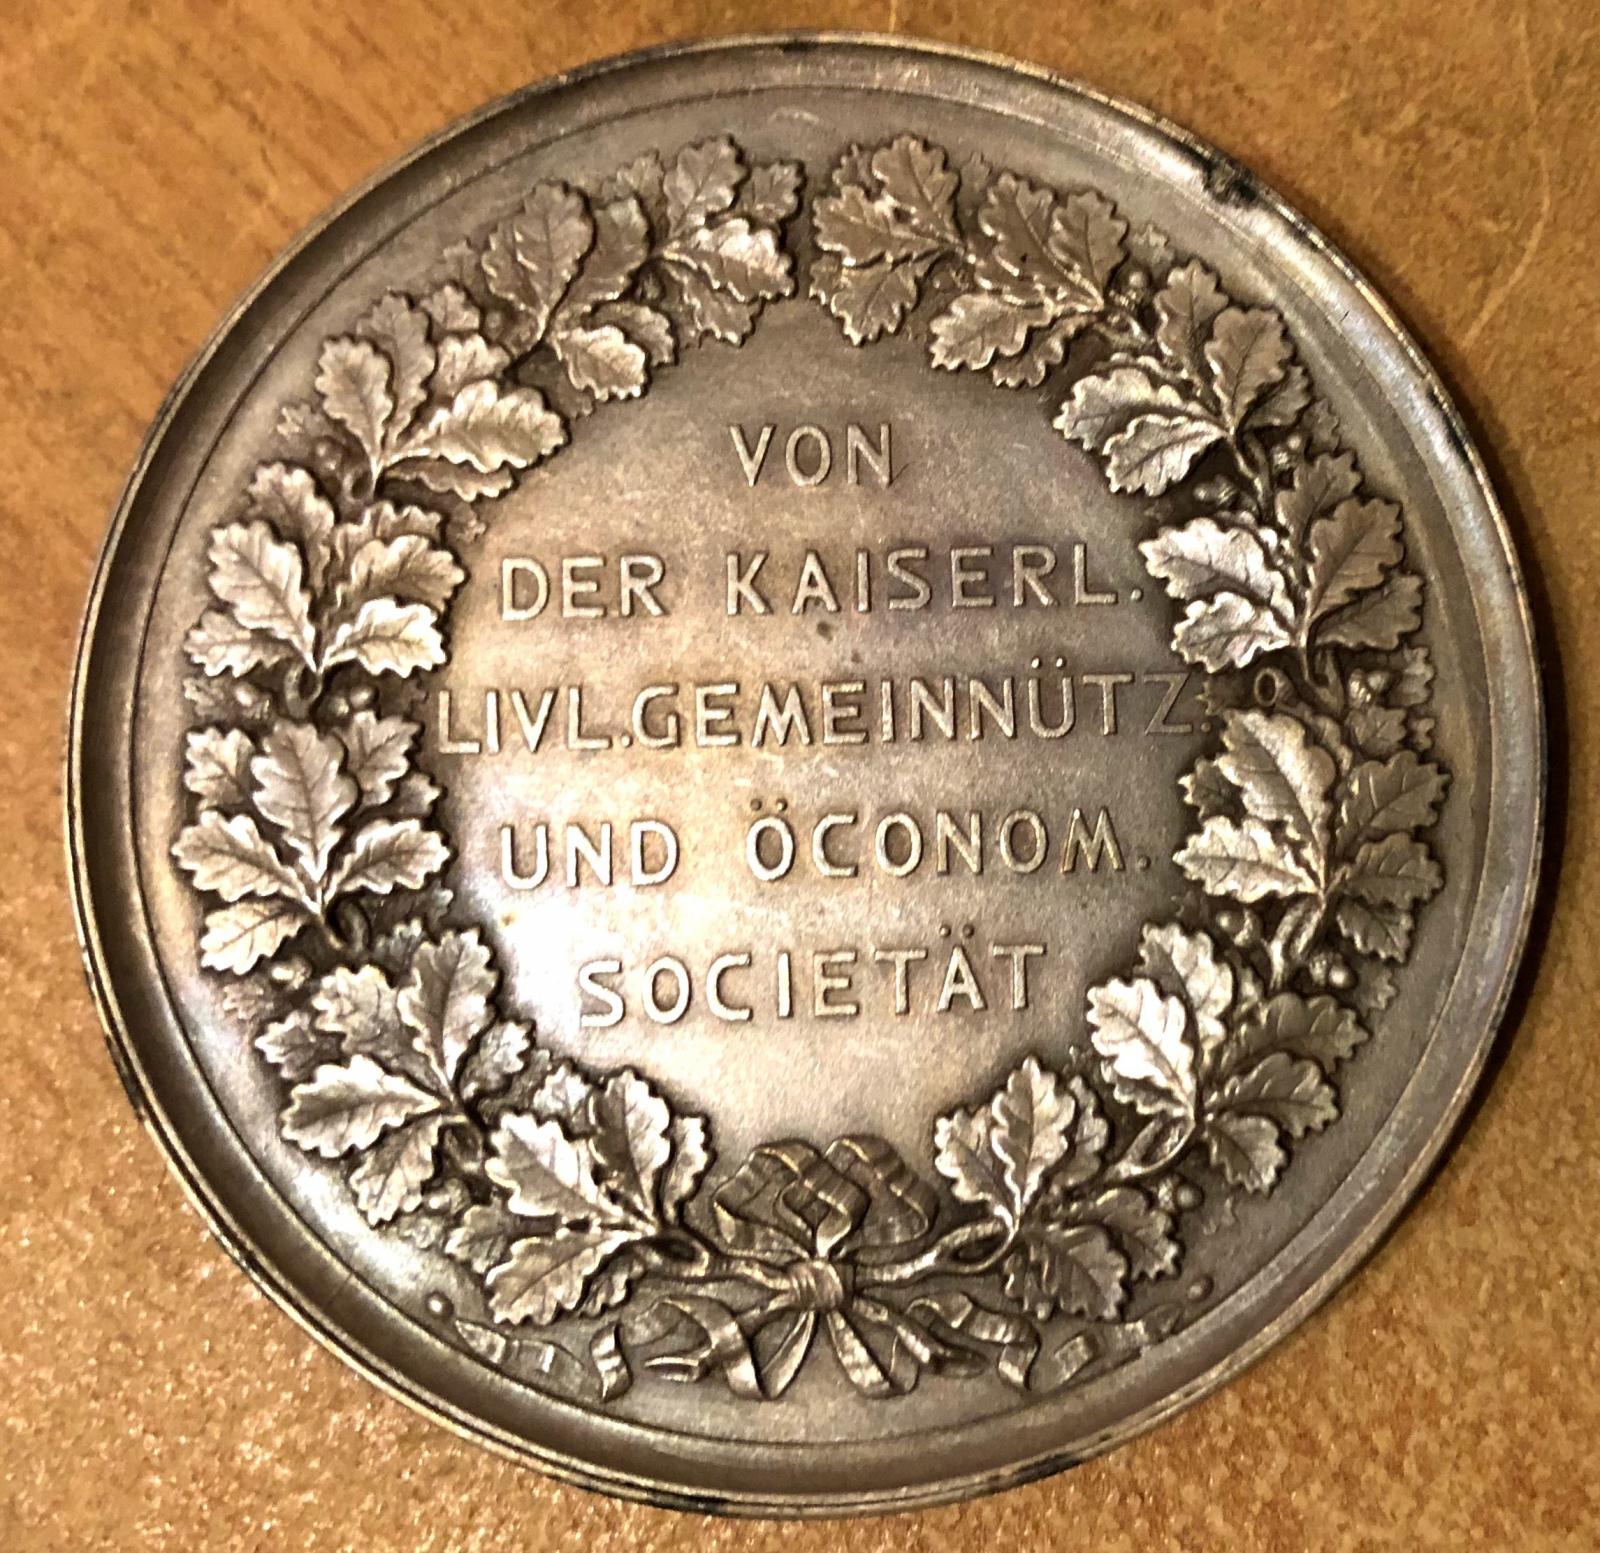 VON
DER KAISERL.
LIVL.GEMEINNÜTZ.
UND ÖCONOM.
SOCIETÄT